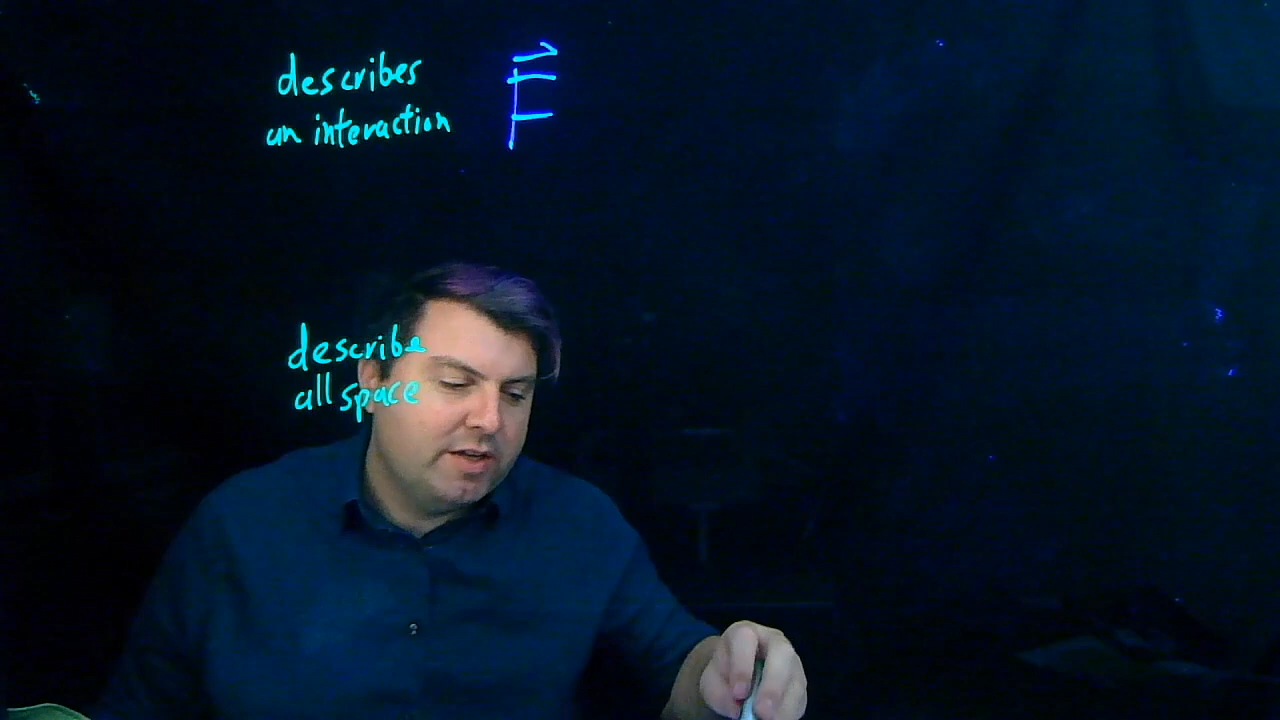 describes
an interaction
F⃗
describe
all space